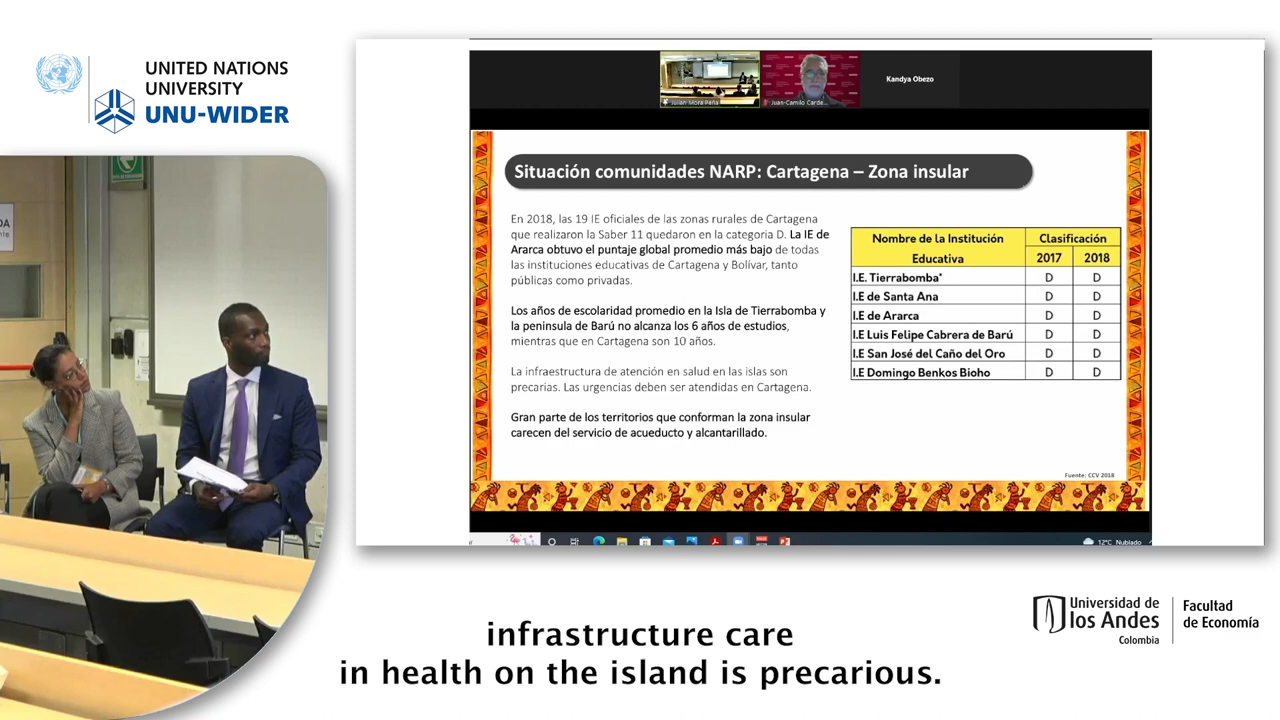 UNITED NATIONS
UNIVERSITY
UNU-WIDER
Julian Mora Peña
Juan-Camilo Carde...
Kandya Obezo
Situación comunidades NARP: Cartagena – Zona insular
En 2018, las 19 IE oficiales de las zonas rurales de Cartagena
que realizaron la Saber 11 quedaron en la categoria D. La IE de
Ararca obtuvo el puntaje global promedio más bajo de todas
las instituciones educativas de Cartagena y Bolívar, tanto
públicas como privadas.
Los años de escolaridad promedio en la Isla de Tierrabomba y
la peninsula de Barú no alcanza los 6 años de estudios,
mientras que en Cartagena son 10 años.
La infraestructura de atención en salud en las islas son
precarias. Las urgencias deben ser atendidas en Cartagena.
Gran parte de los territorios que conforman la zona insular
carecen del servicio de acueducto y alcantarillado.
Nombre de la Institución Educativa Clasificación
2017 2018
I.E. Tierrabomba* D D
I.E de Santa Ana D D
I.E de Ararca D D
I.E Luis Felipe Cabrera de Barú D D
I.E San José del Caño del Oro D D
I.E Domingo Benkos Bioho D D
Fuente: CCV 2018
12°C Nublado
infrastructure care
in health on the island is precarious.
Universidad de
los Andes
Colombia
Facultad
de Economía